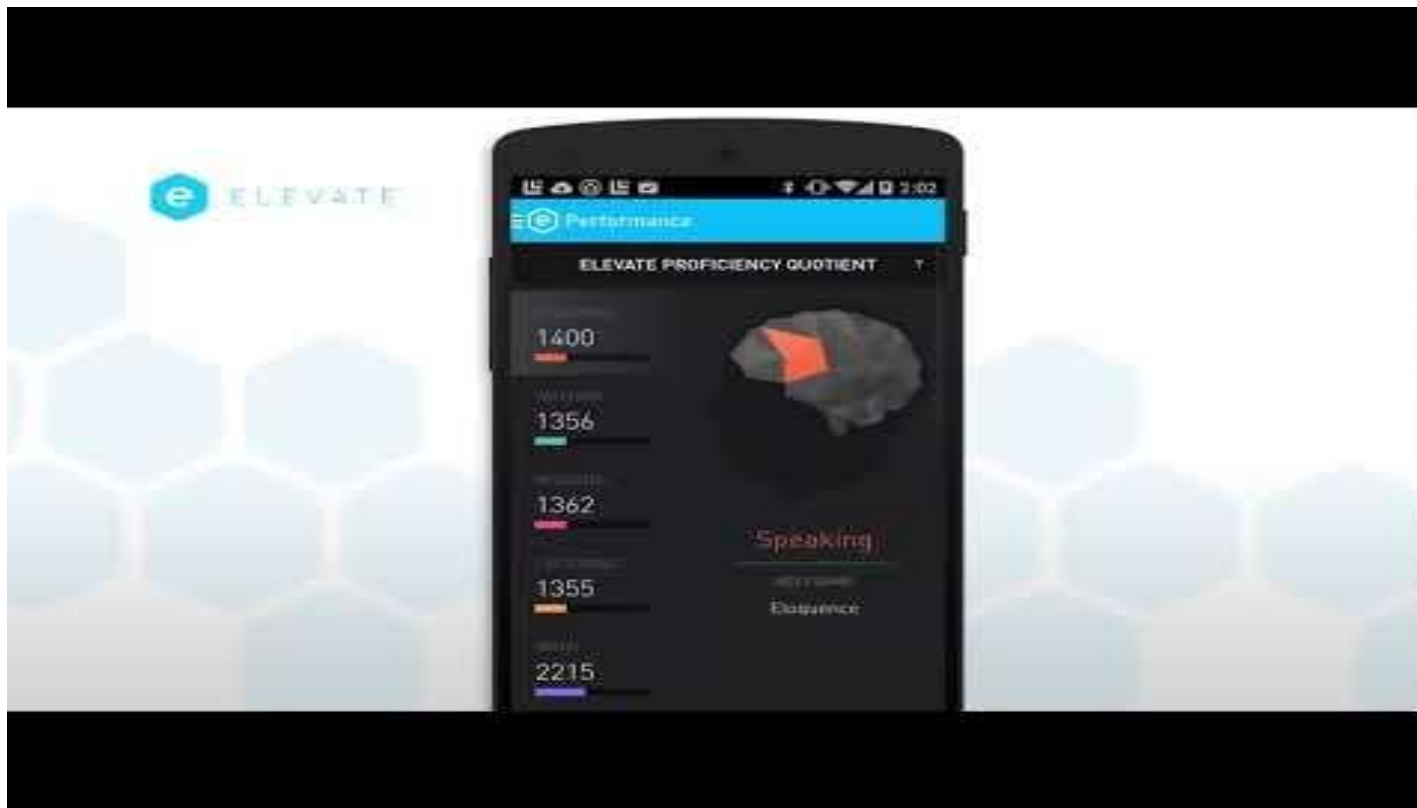 e ELEVATE
2:02
e Performance
ELEVATE PROFICIENCY QUOTIENT ?
1400
1356
1362
1355
2215
Speaking
Eloquence